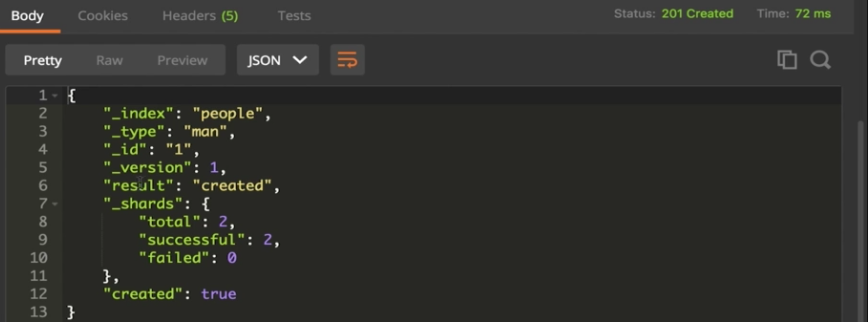 Body Cookies Headers (5) Tests Status: 201 Created Time: 72 ms
Pretty Raw Preview JSON
1 {
2 "_index": "people",
3 "_type": "man",
4 "_id": "1",
5 "_version": 1,
6 "result": "created",
7 "_shards": {
8 "total": 2,
9 "successful": 2,
10 "failed": 0
11 },
12 "created": true
13 }